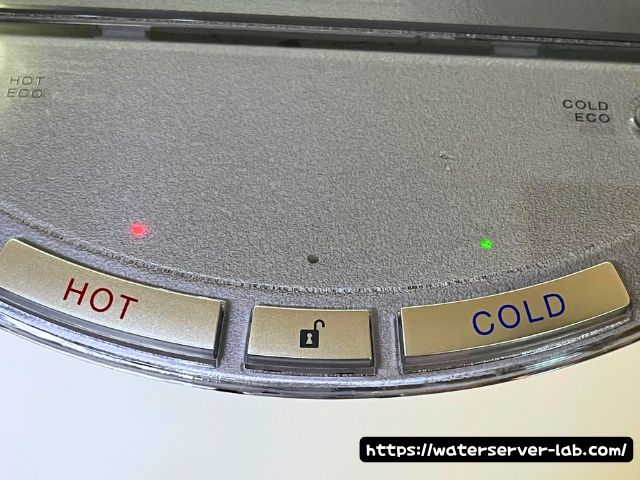 HOT
ECO
COLD
ECO
HOT
COLD
https://waterserver-lab.com/